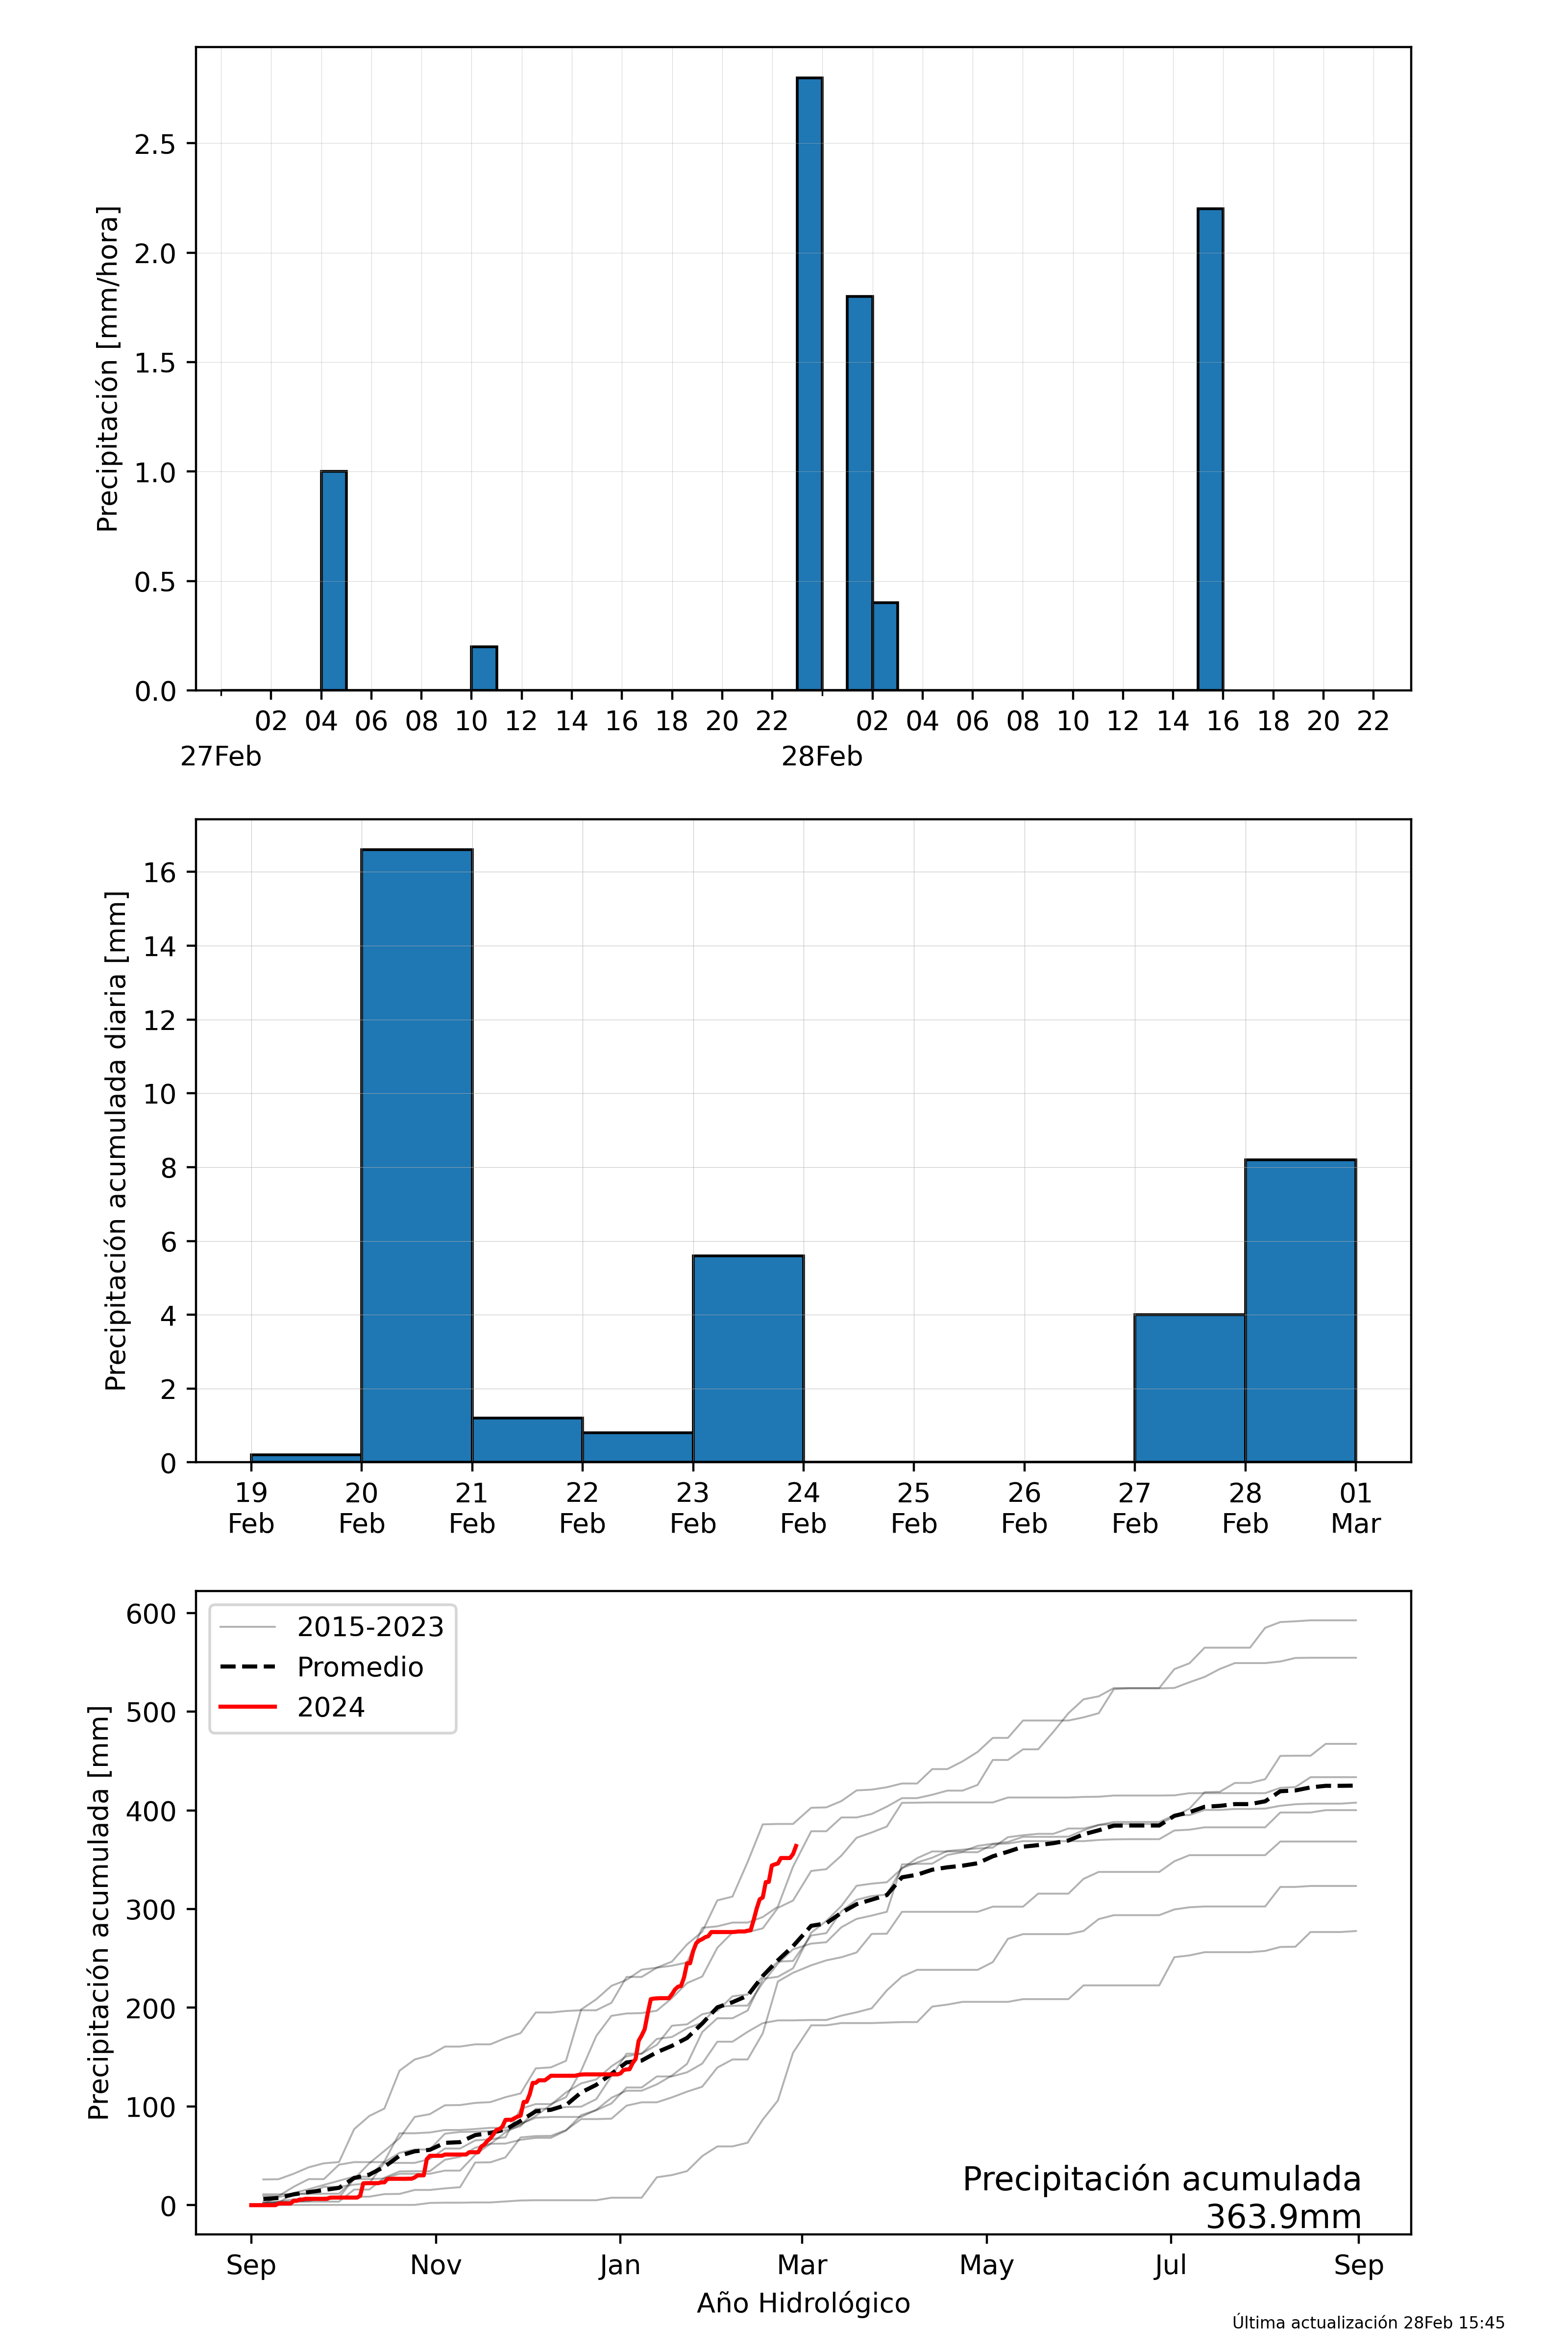 Precipitación [mm/hora]
2.5
2.0
1.5
1.0
0.5
0.0
02 04 06 08 10 12 14 16 18 20 22 02 04 06 08 10 12 14 16 18 20 22
27Feb 28Feb
Precipitación acumulada diaria [mm]
16
14
12
10
8
6
4
2
0
19 20 21 22 23 24 25 26 27 28 01
Feb Feb Feb Feb Feb Feb Feb Feb Feb Feb Mar
Precipitación acumulada [mm]
600
500
400
300
200
100
0
2015-2023
Promedio
2024
Precipitación acumulada
363.9mm
Sep Nov Jan Mar May Jul Sep
Año Hidrológico
Última actualización 28Feb 15:45